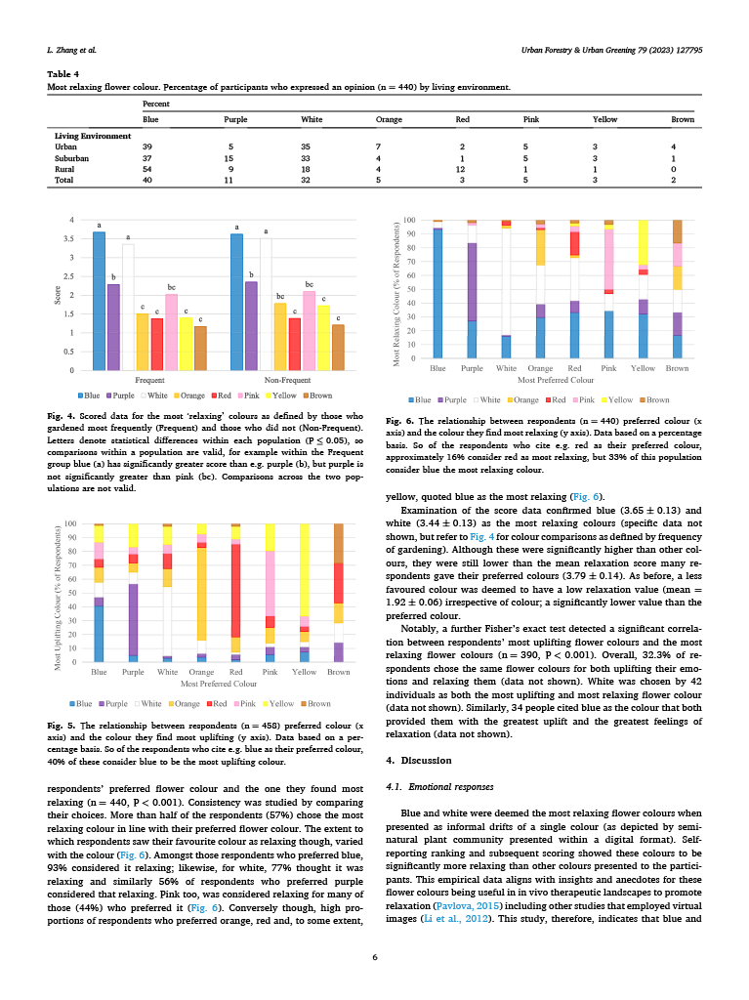 L. Zhang et al.
Urban Forestry & Urban Greening 79 (2023) 127795
Table 4
Most relaxing flower colour. Percentage of participants who expressed an opinion (n = 440) by living environment.
Percent
Blue Purple White Orange Red Pink Yellow Brown
Living Environment
Urban 39 5 35 7 2 5 3 4
Suburban 37 15 33 4 1 5 3 1
Rural 54 9 18 4 12 1 1 0
Total 40 11 32 5 3 5 3 2
4
3.5
3
2.5
2
1.5
1
0.5
0
Score
a b a c c bc c c
a b a bc c bc c c
Frequent Non-Frequent
Blue Purple White Orange Red Pink Yellow Brown
Fig. 4. Scored data for the most ‘relaxing’ colours as defined by those who
gardened most frequently (Frequent) and those who did not (Non-Frequent).
Letters denote statistical differences within each population (P ≤ 0.05), so
comparisons within a population are valid, for example within the Frequent
group blue (a) has significantly greater score than e.g. purple (b), but purple is
not significantly greater than pink (bc). Comparisons across the two pop-
ulations are not valid.
100
90
80
70
60
50
40
30
20
10
0
Most Uplifting Colour (% of Respondents)
Blue Purple White Orange Red Pink Yellow Brown
Most Preferred Colour
Blue Purple White Orange Red Pink Yellow Brown
Fig. 5. The relationship between respondents (n = 458) preferred colour (x
axis) and the colour they find most uplifting (y axis). Data based on a per-
centage basis. So of the respondents who cite e.g. blue as their preferred colour,
40% of these consider blue to be the most uplifting colour.
respondents’ preferred flower colour and the one they found most
relaxing (n = 440, P < 0.001). Consistency was studied by comparing
their choices. More than half of the respondents (57%) chose the most
relaxing colour in line with their preferred flower colour. The extent to
which respondents saw their favourite colour as relaxing though, varied
with the colour (Fig. 6). Amongst those respondents who preferred blue,
93% considered it relaxing; likewise, for white, 77% thought it was
relaxing and similarly 56% of respondents who preferred purple
considered that relaxing. Pink too, was considered relaxing for many of
those (44%) who preferred it (Fig. 6). Conversely though, high pro-
portions of respondents who preferred orange, red and, to some extent,
100
90
80
70
60
50
40
30
20
10
0
Most Relaxing Colour (% of Respondents)
Blue Purple White Orange Red Pink Yellow Brown
Most Preferred Colour
Blue Purple White Orange Red Pink Yellow Brown
Fig. 6. The relationship between respondents (n = 440) preferred colour (x
axis) and the colour they find most relaxing (y axis). Data based on a percentage
basis. So of the respondents who cite e.g. red as their preferred colour,
approximately 16% consider red as most relaxing, but 33% of this population
consider blue the most relaxing colour.
yellow, quoted blue as the most relaxing (Fig. 6).
Examination of the score data confirmed blue (3.65 ± 0.13) and
white (3.44 ± 0.13) as the most relaxing colours (specific data not
shown, but refer to Fig. 4 for colour comparisons as defined by frequency
of gardening). Although these were significantly higher than other col-
ours, they were still lower than the mean relaxation score many re-
spondents gave their preferred colours (3.79 ± 0.14). As before, a less
favoured colour was deemed to have a low relaxation value (mean =
1.92 ± 0.06) irrespective of colour; a significantly lower value than the
preferred colour.
Notably, a further Fisher’s exact test detected a significant correla-
tion between respondents’ most uplifting flower colours and the most
relaxing flower colours (n = 390, P < 0.001). Overall, 32.3% of re-
spondents chose the same flower colours for both uplifting their emo-
tions and relaxing them (data not shown). White was chosen by 42
individuals as both the most uplifting and most relaxing flower colour
(data not shown). Similarly, 34 people cited blue as the colour that both
provided them with the greatest uplift and the greatest feelings of
relaxation (data not shown).
4. Discussion
4.1. Emotional responses
Blue and white were deemed the most relaxing flower colours when
presented as informal drifts of a single colour (as depicted by semi-
natural plant community presented within a digital format). Self-
reporting ranking and subsequent scoring showed these colours to be
significantly more relaxing than other colours presented to the partici-
pants. This empirical data aligns with insights and anecdotes for these
flower colours being useful in in vivo therapeutic landscapes to promote
relaxation (Pavlova, 2015) including other studies that employed virtual
images (Li et al., 2012). This study, therefore, indicates that blue and
6